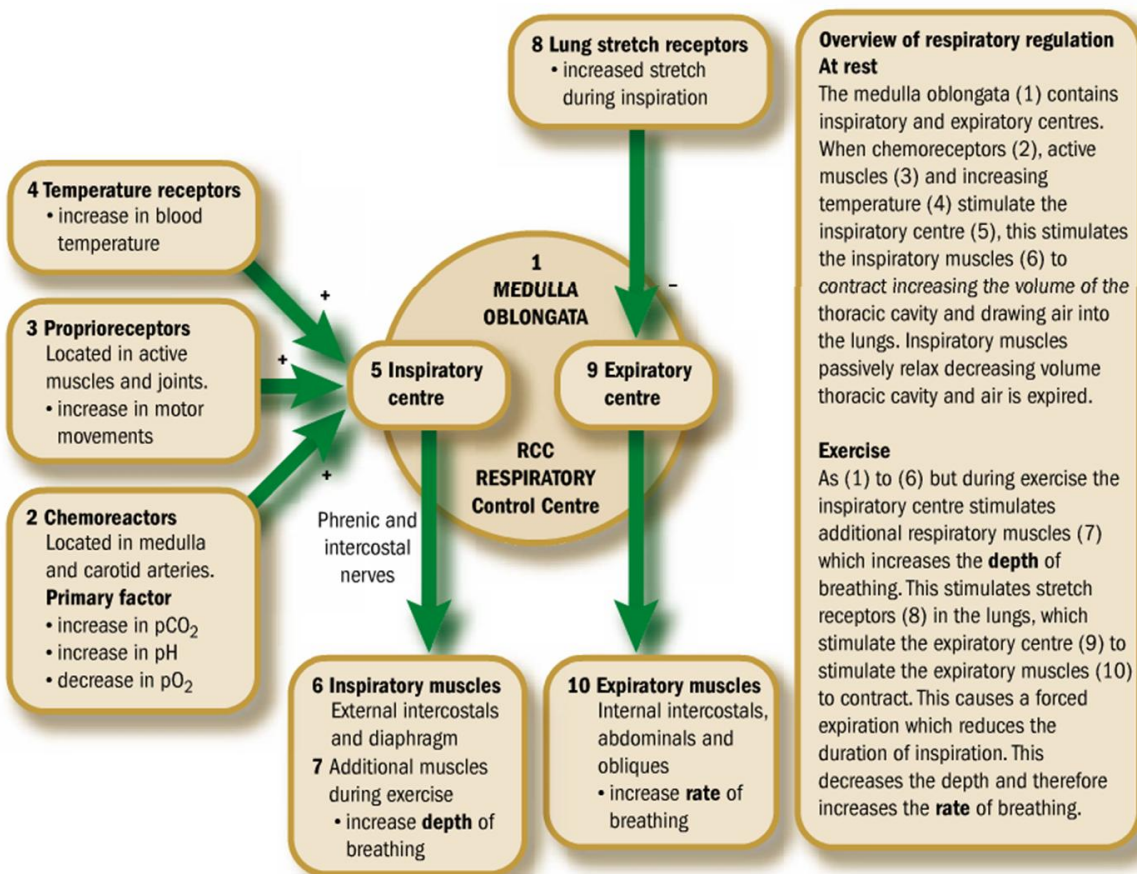 8 Lung stretch receptors
• increased stretch
during inspiration
4 Temperature receptors
• increase in blood
temperature
3 Proprioreceptors
Located in active
muscles and joints.
• increase in motor
movements
2 Chemoreactors
Located in medulla
and carotid arteries.
Primary factor
• increase in pCO₂
• increase in pH
• decrease in pO₂
+
+
+
–
1
MEDULLA
OBLONGATA
5 Inspiratory
centre
9 Expiratory
centre
RCC
RESPIRATORY
Control Centre
Phrenic and
intercostal
nerves
6 Inspiratory muscles
External intercostals
and diaphragm
7 Additional muscles
during exercise
• increase depth of
breathing
10 Expiratory muscles
Internal intercostals,
abdominals and
obliques
• increase rate of
breathing
Overview of respiratory regulation
At rest
The medulla oblongata (1) contains
inspiratory and expiratory centres.
When chemoreceptors (2), active
muscles (3) and increasing
temperature (4) stimulate the
inspiratory centre (5), this stimulates
the inspiratory muscles (6) to
contract increasing the volume of the
thoracic cavity and drawing air into
the lungs. Inspiratory muscles
passively relax decreasing volume
thoracic cavity and air is expired.
Exercise
As (1) to (6) but during exercise the
inspiratory centre stimulates
additional respiratory muscles (7)
which increases the depth of
breathing. This stimulates stretch
receptors (8) in the lungs, which
stimulate the expiratory centre (9) to
stimulate the expiratory muscles (10)
to contract. This causes a forced
expiration which reduces the
duration of inspiration. This
decreases the depth and therefore
increases the rate of breathing.